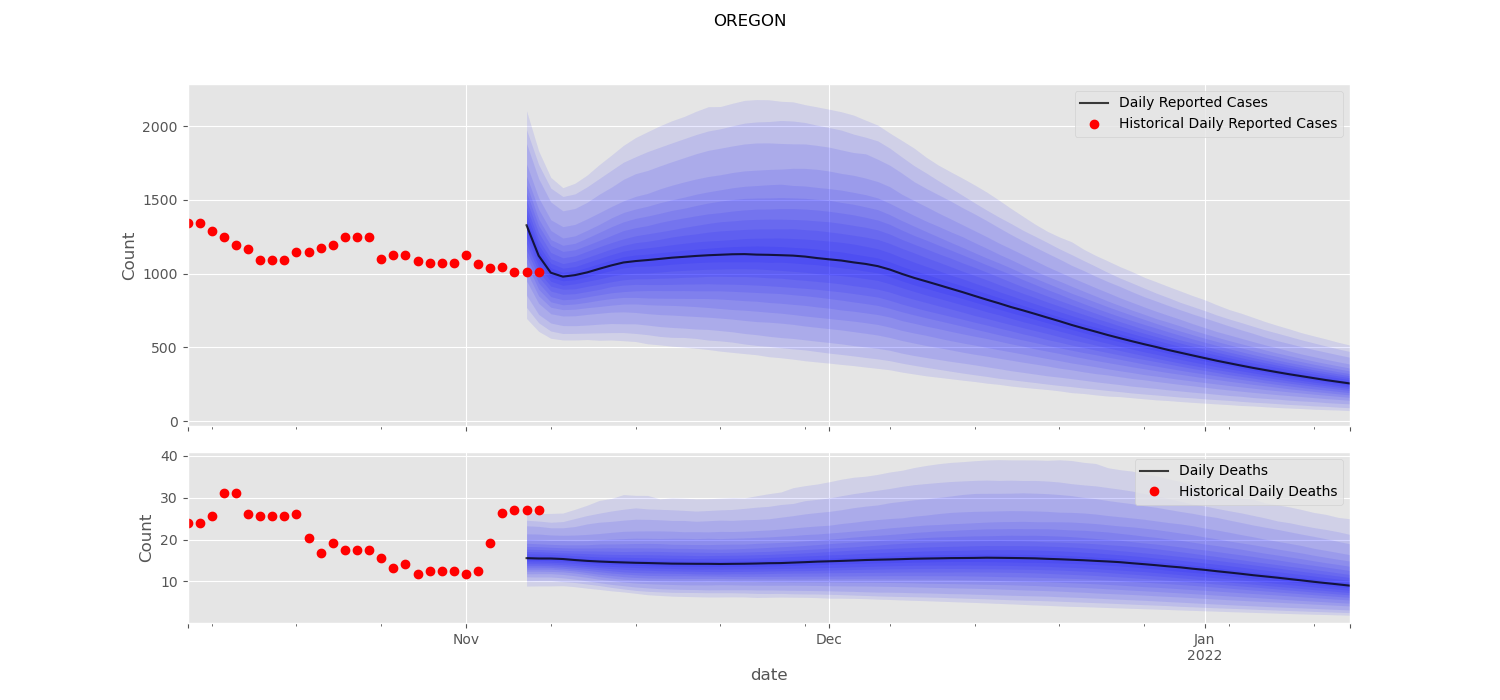 OREGON
Count
2000
1500
1000
500
0
Daily Reported Cases
Historical Daily Reported Cases
Count
40
30
20
10
Daily Deaths
Historical Daily Deaths
Nov
Dec
Jan
2022
date